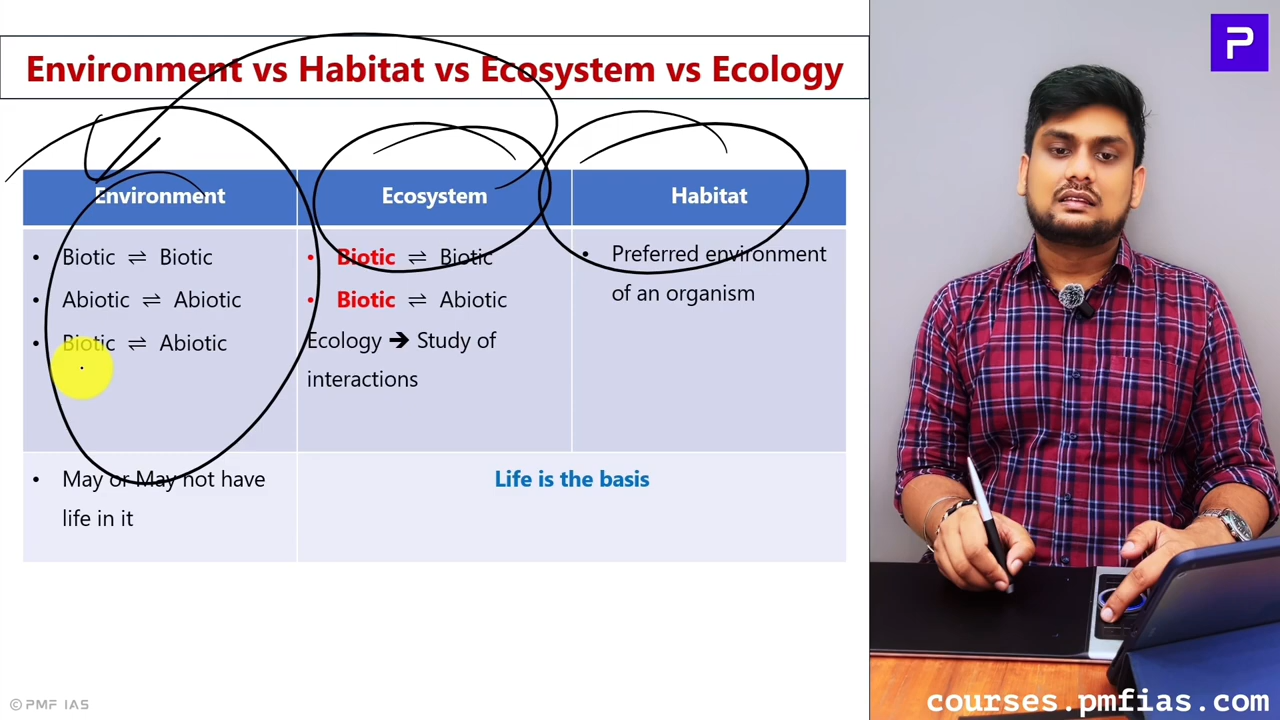 Environment vs Habitat vs Ecosystem vs Ecology
P
Environment
Ecosystem
Habitat
• Biotic ⇌ Biotic
• Abiotic ⇌ Abiotic
• Biotic ⇌ Abiotic
• Biotic ⇌ Biotic
• Biotic ⇌ Abiotic
Ecology ➔ Study of
interactions
• Preferred environment
of an organism
• May or May not have
life in it
Life is the basis
© PMF IAS
courses.pmfias.com